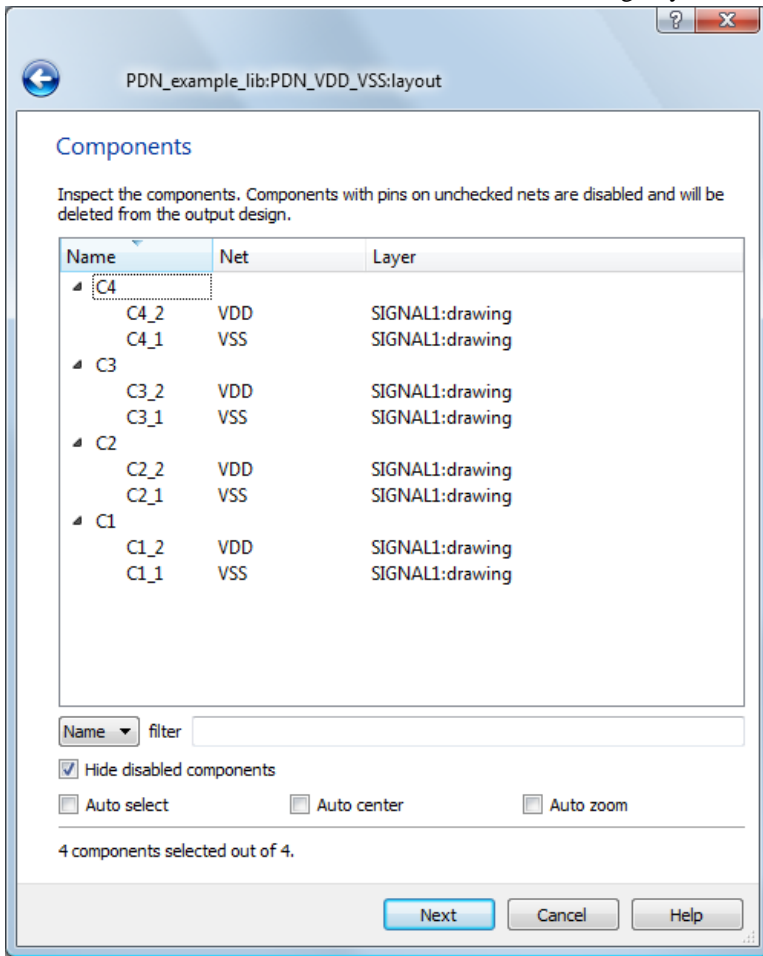 ?
X
PDN_example_lib:PDN_VDD_VSS:layout
Components
Inspect the components. Components with pins on unchecked nets are disabled and will be
deleted from the output design.
Name Net Layer
C4
C4_2 VDD SIGNAL1:drawing
C4_1 VSS SIGNAL1:drawing
C3
C3_2 VDD SIGNAL1:drawing
C3_1 VSS SIGNAL1:drawing
C2
C2_2 VDD SIGNAL1:drawing
C2_1 VSS SIGNAL1:drawing
C1
C1_2 VDD SIGNAL1:drawing
C1_1 VSS SIGNAL1:drawing
Name filter
Hide disabled components
Auto select Auto center Auto zoom
4 components selected out of 4.
Next Cancel Help